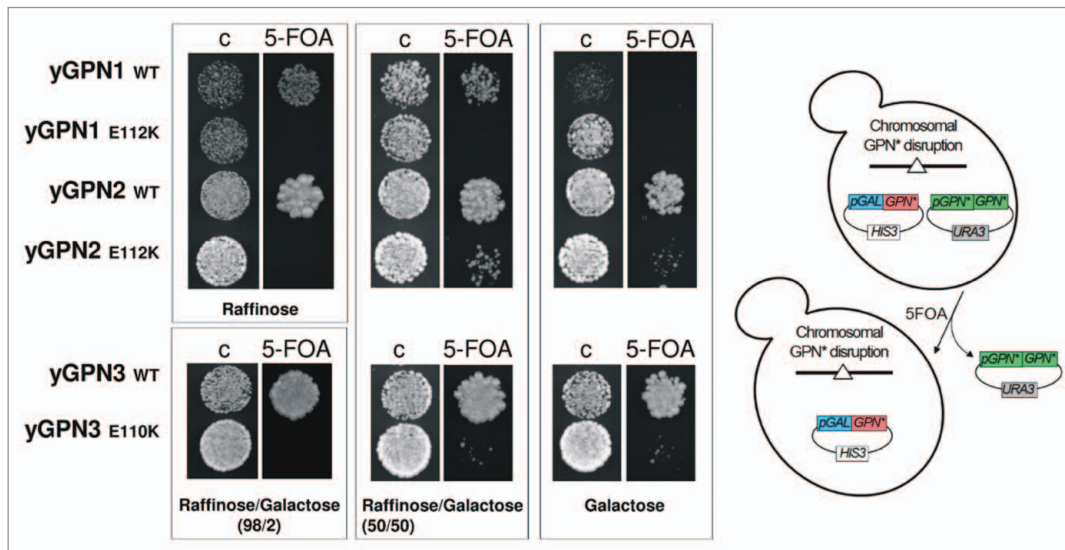 c 5-FOA c 5-FOA c 5-FOA
yGPN1 WT
yGPN1 E112K
yGPN2 WT
yGPN2 E112K
Raffinose
c 5-FOA c 5-FOA c 5-FOA
yGPN3 WT
yGPN3 E110K
Raffinose/Galactose
(98/2)
Raffinose/Galactose
(50/50)
Galactose
Chromosomal
GPN* disruption
pGAL GPN* pGPN* GPN*
HIS3 URA3
5FOA
Chromosomal
GPN* disruption
pGPN* GPN*
URA3
pGAL GPN*
HIS3